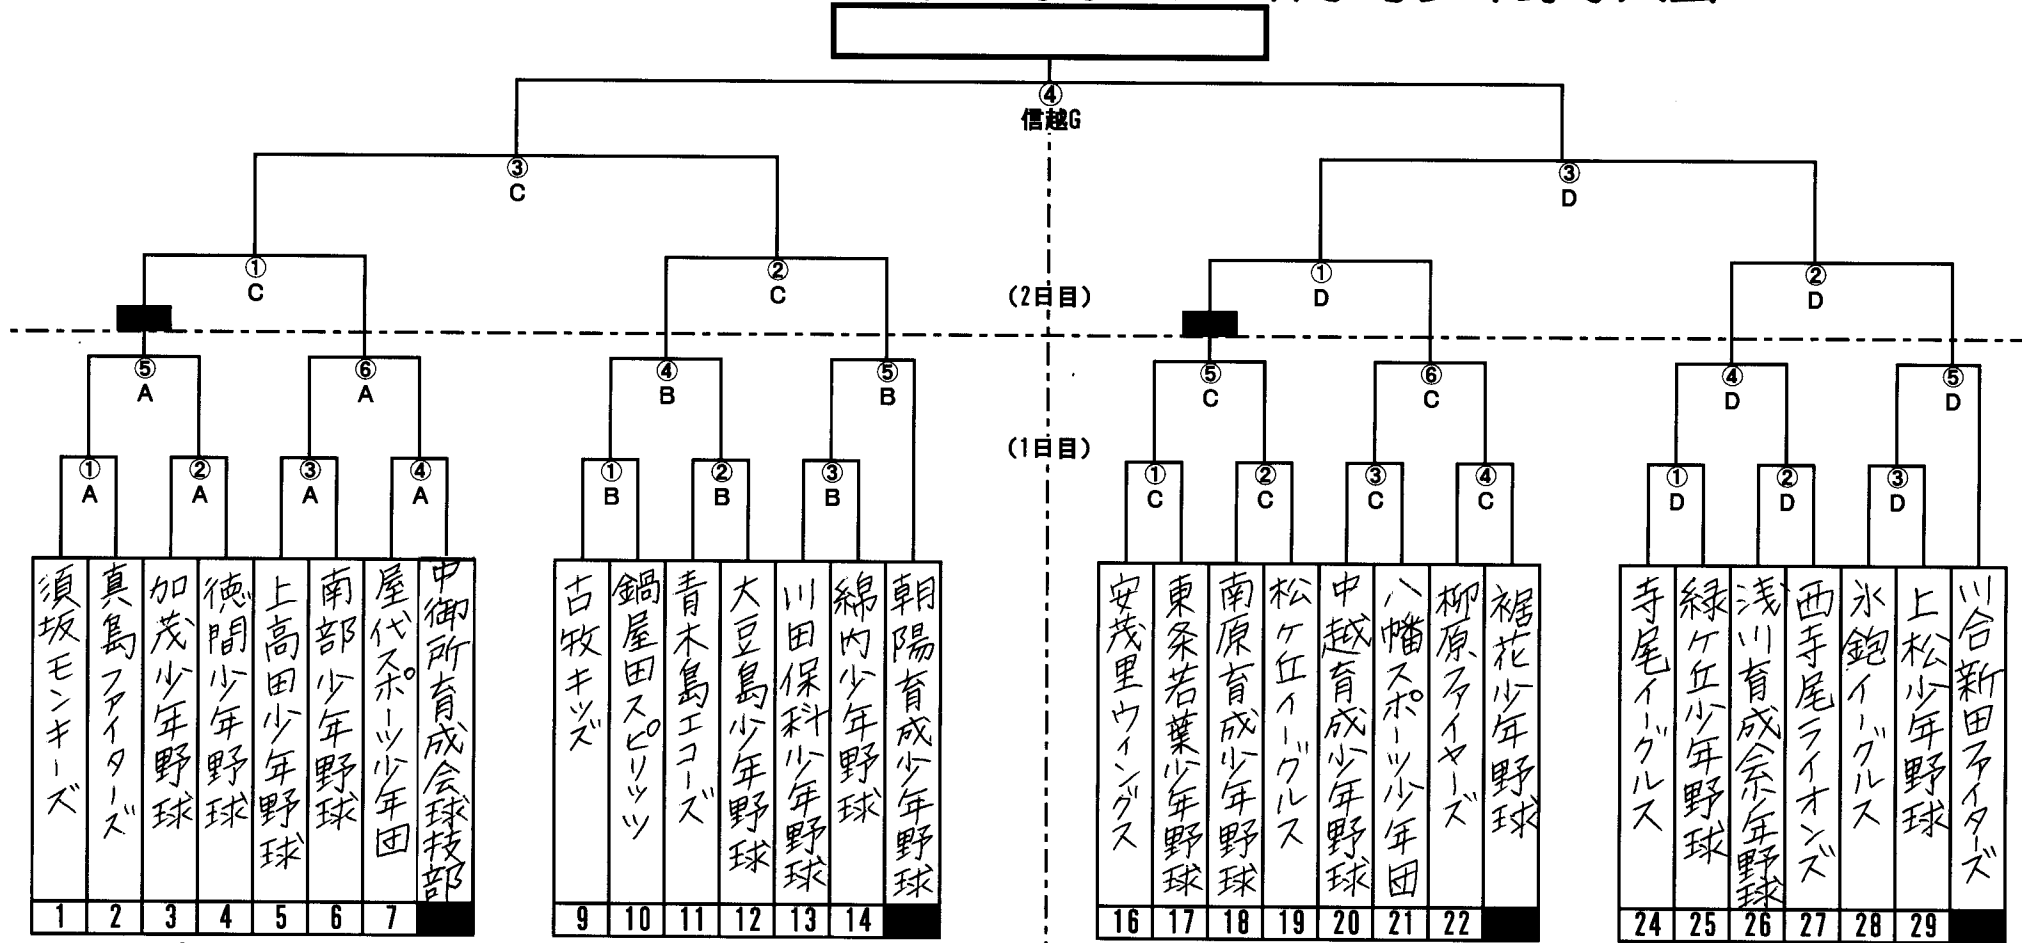 ④
信越G
③
C
③
D
①
C
②
C
①
D
②
D
(2日目)
⑤
A
⑥
A
④
B
⑤
B
⑤
C
⑥
C
④
D
⑤
D
(1日目)
①
A
②
A
③
A
④
A
①
B
②
B
③
B
①
C
②
C
③
C
④
C
①
D
②
D
③
D
須坂モンキーズ
真島ファイターズ
加茂少年野球
徳間少年野球
上高田少年野球
南部少年野球
屋代スポーツ少年団
中御所育成会球技部
古牧キッズ
鍋屋田スピリッツ
青木島エコーズ
大豆島少年野球
川田保科少年野球
綿内少年野球
朝陽育成少年野球
安茂里ウィングス
東条若葉少年野球
南原育成少年野球
松ケ丘イーグルス
中越育成少年野球
八幡スポーツ少年団
柳原ファイヤーズ
裾花少年野球
寺尾イーグルス
緑ケ丘少年野球
浅川育成会少年野球
西寺尾ライオンズ
氷鉋イーグルス
上松少年野球
川合新田ファイターズ
1 2 3 4 5 6 7
9 10 11 12 13 14
16 17 18 19 20 21 22
24 25 26 27 28 29